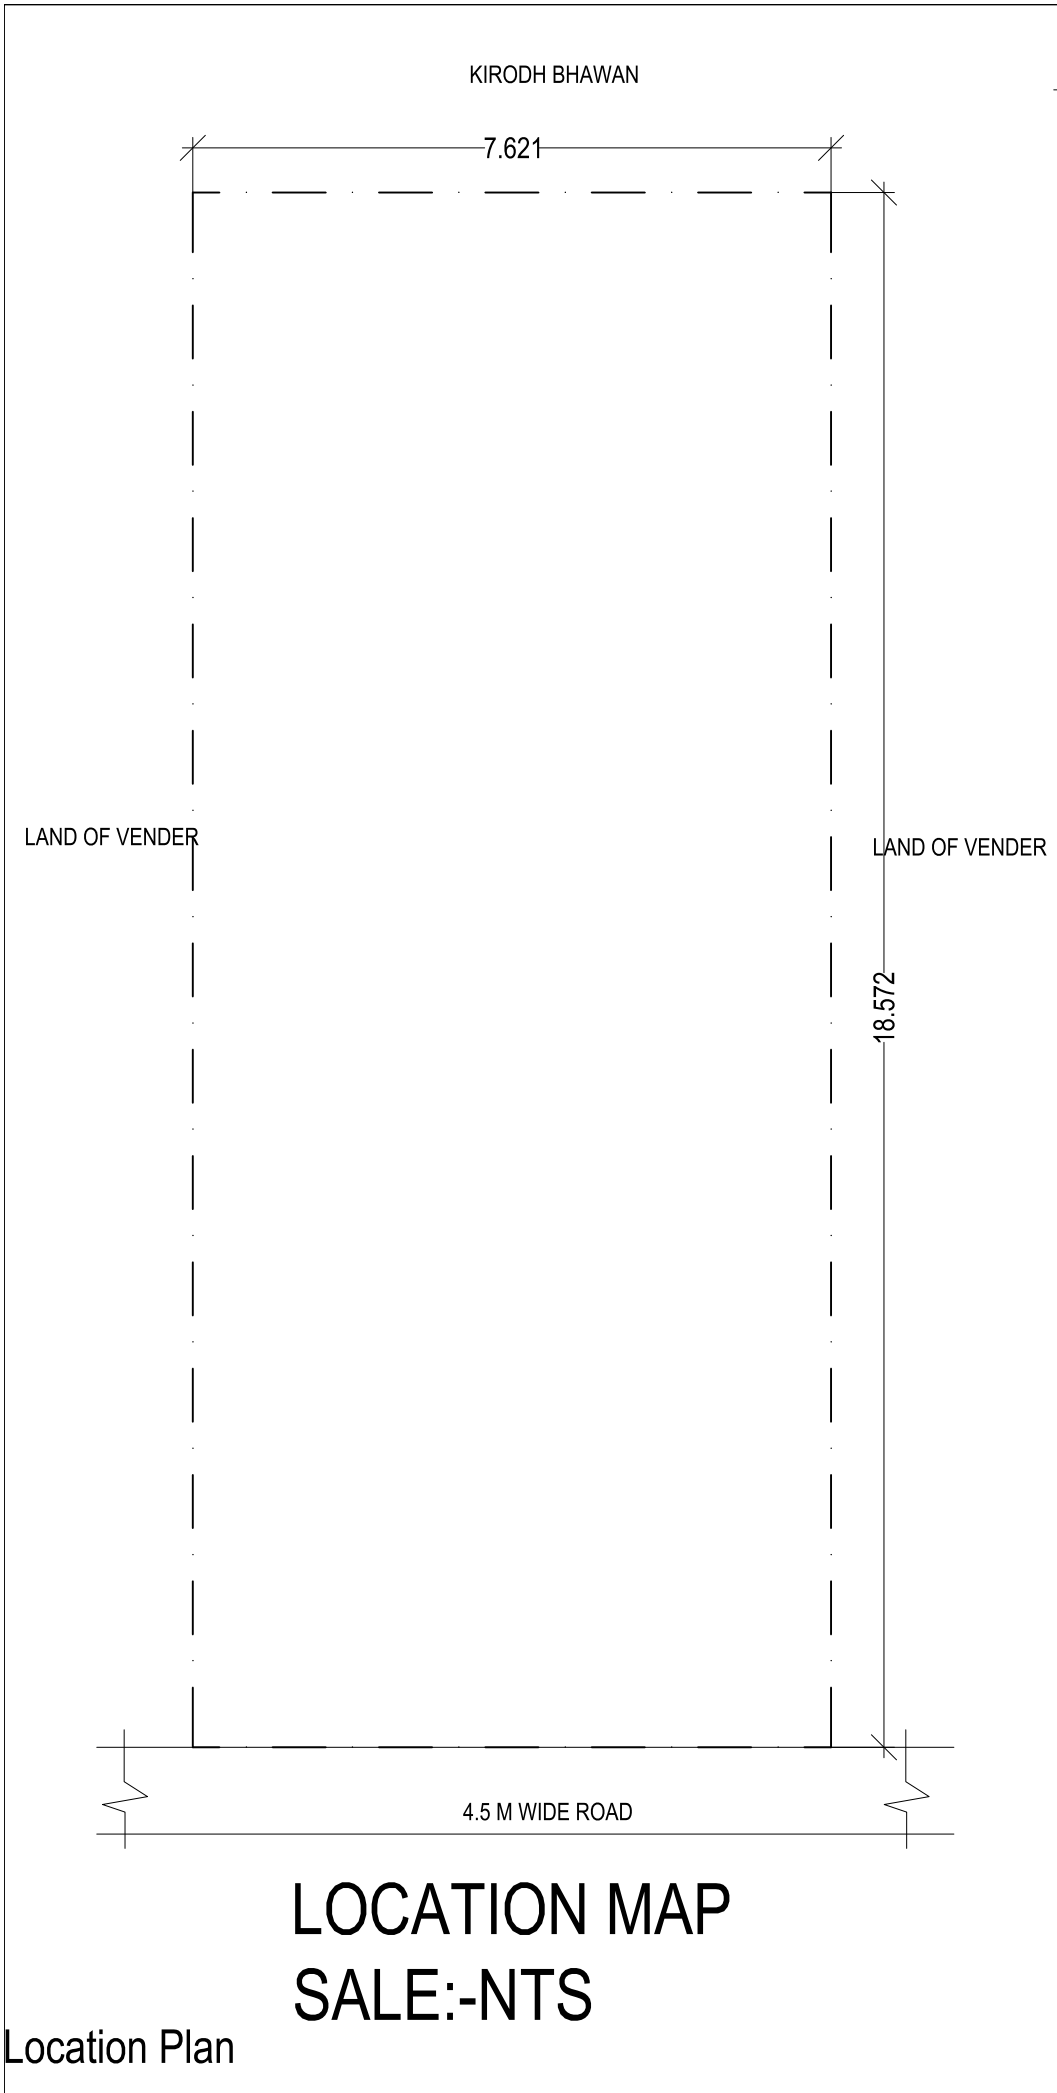 KIRODH BHAWAN
7.621
LAND OF VENDER
LAND OF VENDER
18.572
4.5 M WIDE ROAD
LOCATION MAP
SALE:-NTS
Location Plan